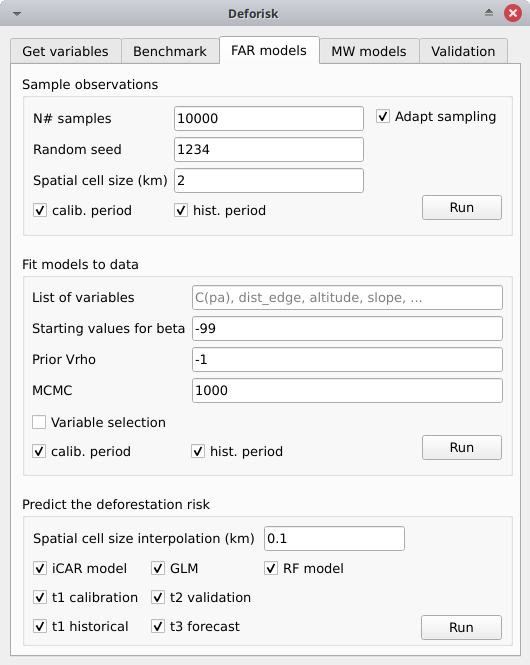 Deforisk
Get variables Benchmark FAR models MW models Validation
Sample observations
N# samples 10000 Adapt sampling
Random seed 1234
Spatial cell size (km) 2
calib. period hist. period Run
Fit models to data
List of variables C(pa), dist_edge, altitude, slope, ...
Starting values for beta -99
Prior Vrho -1
MCMC 1000
Variable selection
calib. period hist. period Run
Predict the deforestation risk
Spatial cell size interpolation (km) 0.1
iCAR model GLM RF model
t1 calibration t2 validation
t1 historical t3 forecast Run